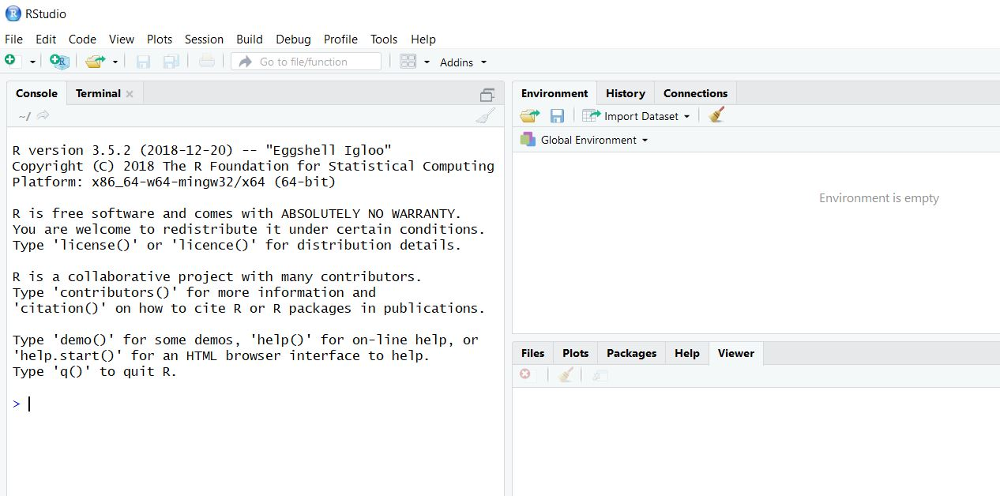 RStudio
File Edit Code View Plots Session Build Debug Profile Tools Help
Go to file/function Addins
Console Terminal
~/
R version 3.5.2 (2018-12-20) -- "Eggshell Igloo"
Copyright (C) 2018 The R Foundation for Statistical Computing
Platform: x86_64-w64-mingw32/x64 (64-bit)
R is free software and comes with ABSOLUTELY NO WARRANTY.
You are welcome to redistribute it under certain conditions.
Type 'license()' or 'licence()' for distribution details.
R is a collaborative project with many contributors.
Type 'contributors()' for more information and
'citation()' on how to cite R or R packages in publications.
Type 'demo()' for some demos, 'help()' for on-line help, or
'help.start()' for an HTML browser interface to help.
Type 'q()' to quit R.
>
Environment History Connections
Import Dataset
Global Environment
Environment is empty
Files Plots Packages Help Viewer